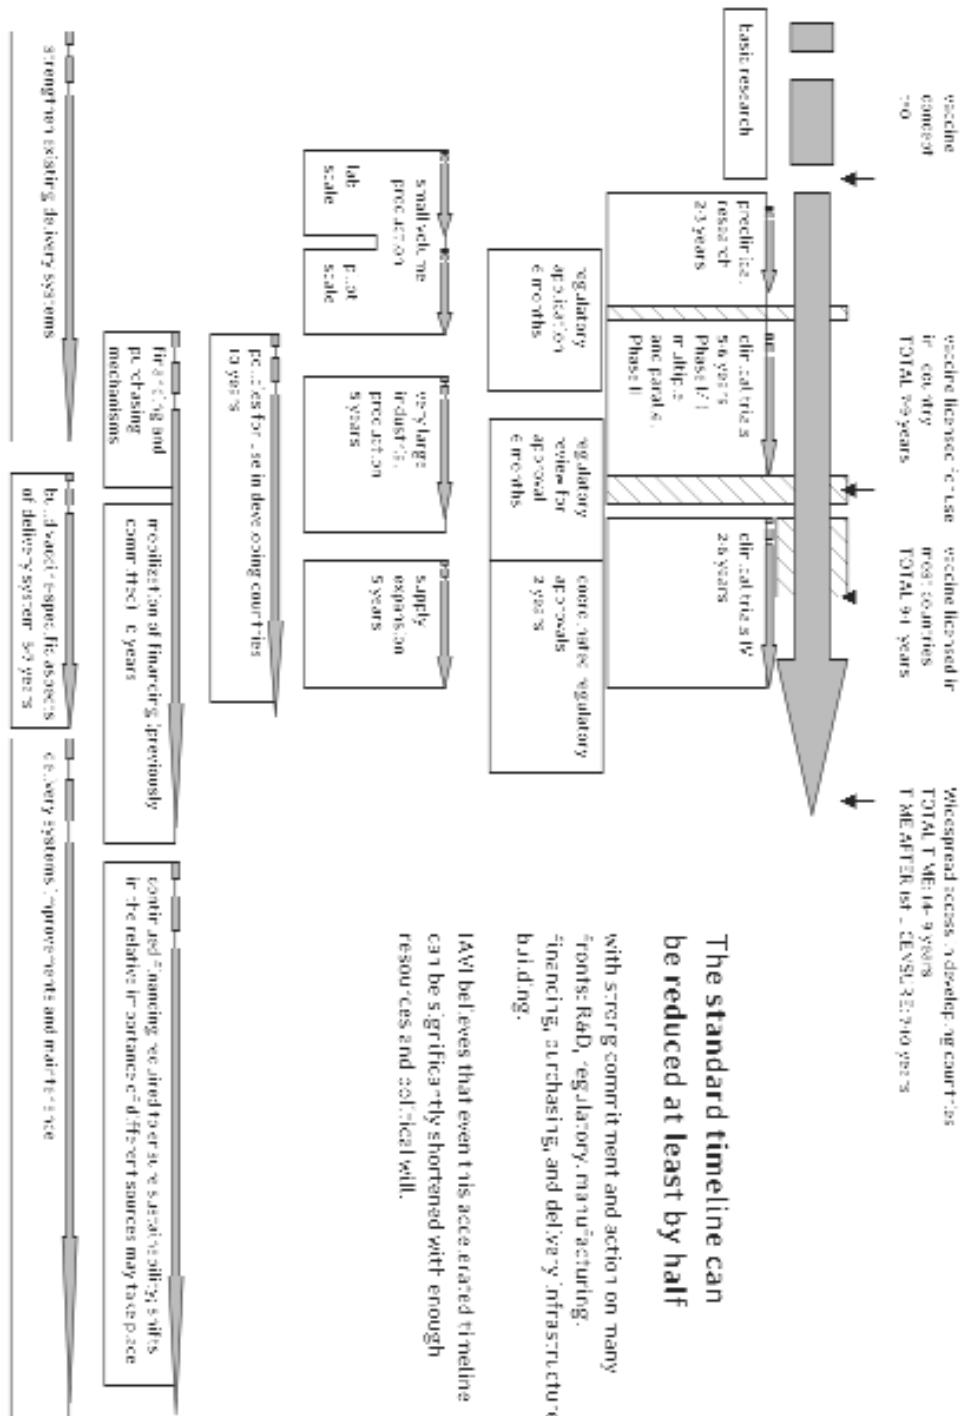 vaccine
concept
t=0
vaccine licensed for use
in 1 country
TOTAL 7-9 years
vaccine licensed in
most countries
TOTAL 9-11 years
Widespread access in developing countries
TOTAL TIME: 14-19 years
TIME AFTER 1st LICENSURE: 7-10 years
basic research
preclinical
research
2-3 years
clinical trials
5-6 years
Phase I/II
multiple
and parallel
Phase III
clinical trials IV
2-6 years
regulatory
application
6 months
regulatory
review for
approval
6 months
coordinated regulatory
approvals
2 years
small volume
production
lab
scale
pilot
scale
very large
industrial
production
5 years
supply
expansion
5 years
policies for use in developing countries
10 years
financing and
purchasing
mechanisms
mobilization of financing (previously
committed) 10 years
continued financing required to ensure sustainability; shifts
in the relative importance of different sources may take place
strengthen existing delivery systems
build vaccine-specific aspects
of delivery system 5-7 years
delivery systems improvements and maintenance
The standard timeline can
be reduced at least by half
with strong commitment and action on many
fronts: R&D, regulatory, manufacturing,
financing, purchasing, and delivery infrastructure
building.
IAVI believes that even this accelerated timeline
can be significantly shortened with enough
resources and political will.